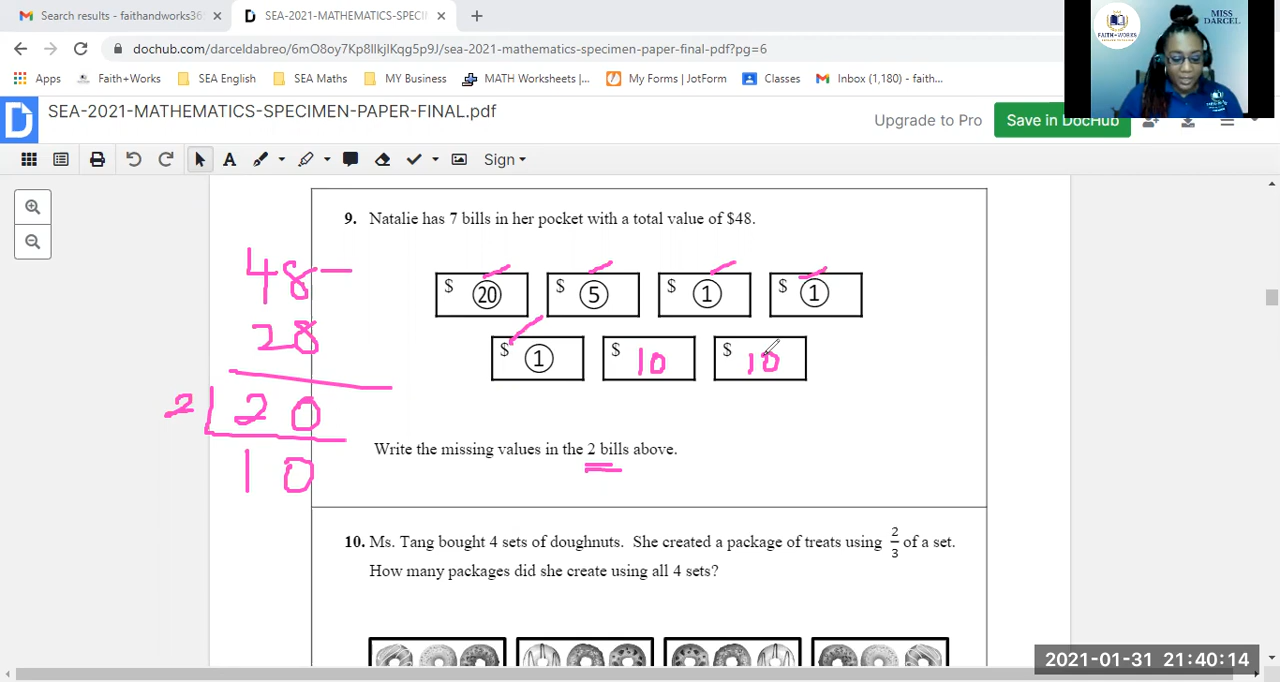 Search results - faithandworks365
SEA-2021-MATHEMATICS-SPECI
dochub.com/darceldabreo/
/sea-2021-mathematics-specimen-paper-final-pdf?pg=6
Apps
Faith+Works
SEA English
SEA Maths
My Business
MATH Worksheets |...
My Forms | JotForm
Classes
Inbox (1,180) - faith...
FAITH+WORKS
MISS
DARCEL
D
SEA-2021-MATHEMATICS-SPECIMEN-PAPER-FINAL.pdf
Upgrade to Pro
Save in DocHub
A
Sign
9. Natalie has 7 bills in her pocket with a total value of $48.
$ 20
$ 5
$ 1
$ 1
$ 1
$ 10
$ 10
48 -
28
2 20
10
Write the missing values in the 2 bills above.
10. Ms. Tang bought 4 sets of doughnuts. She created a package of treats using 2/3 of a set.
How many packages did she create using all 4 sets?
2021-01-31 21:40:14